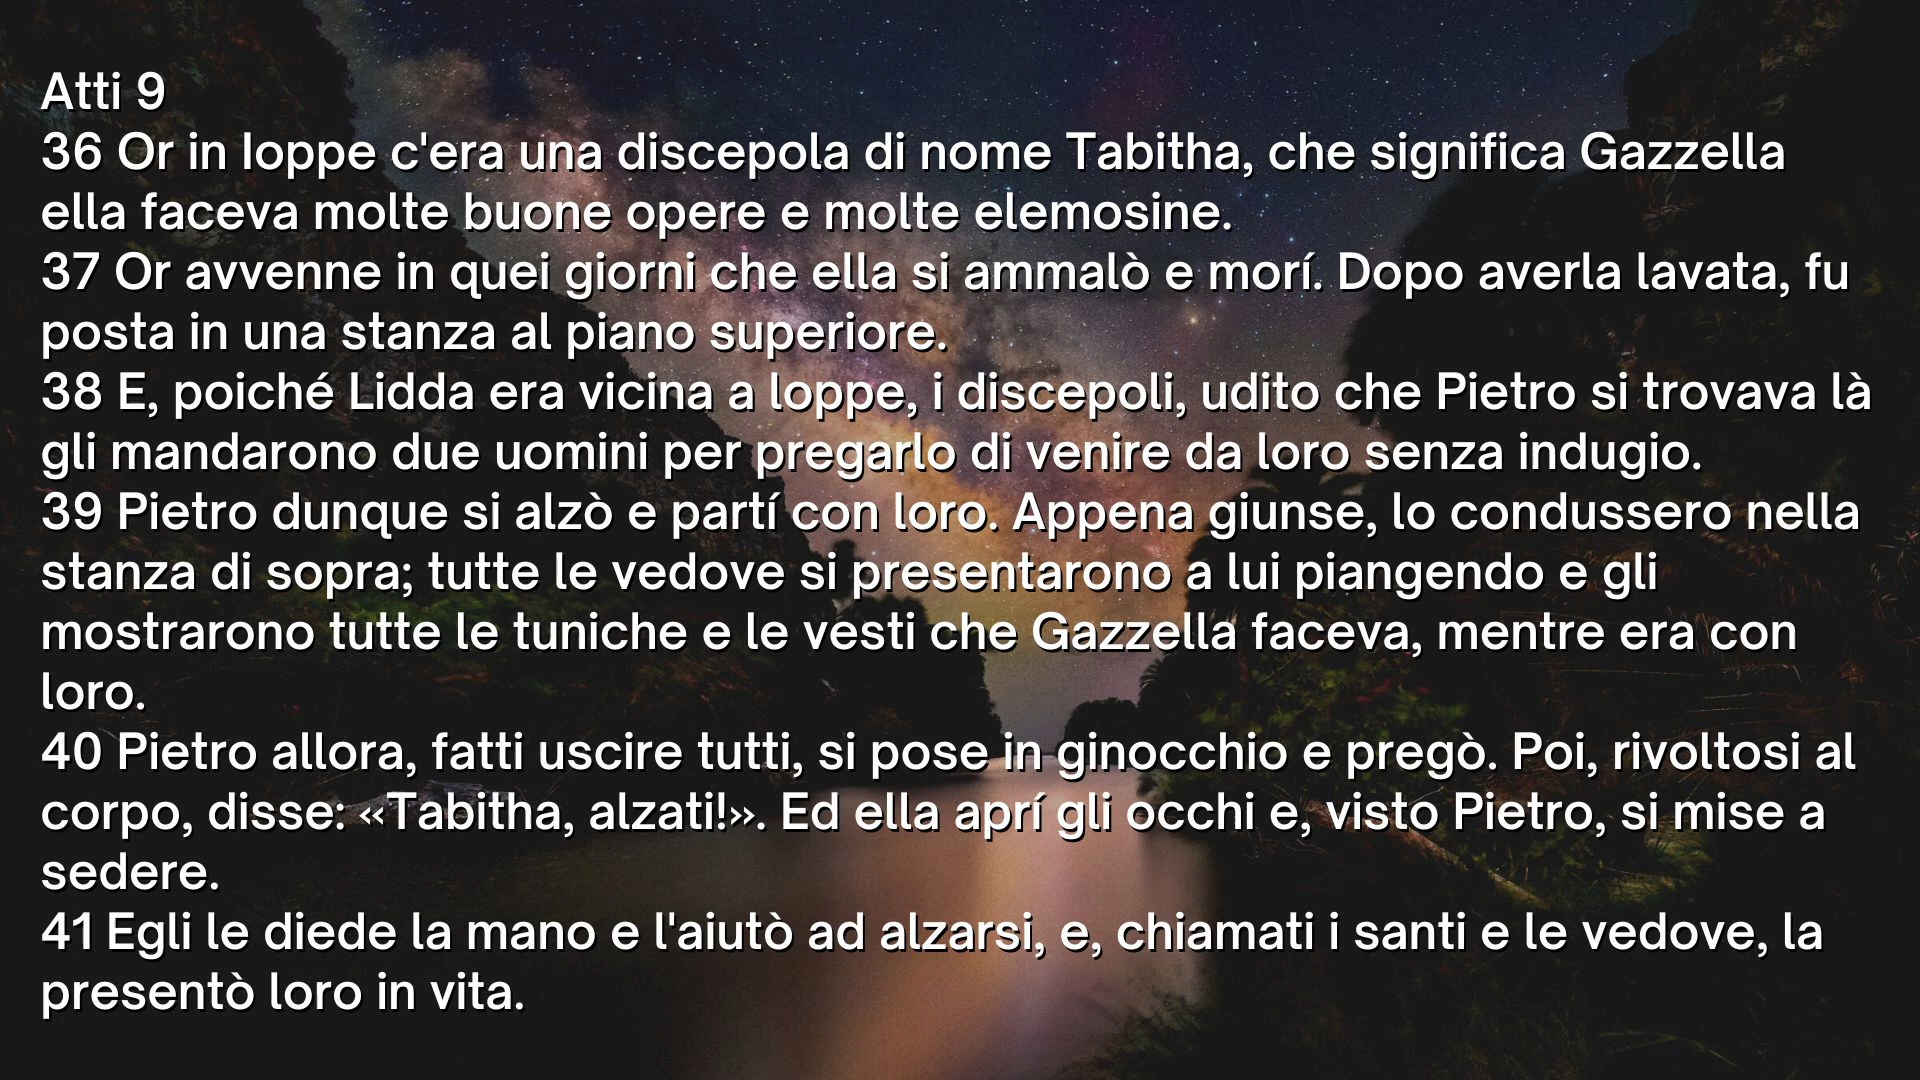 Atti 9
36 Or in Ioppe c'era una discepola di nome Tabitha, che significa Gazzella
ella faceva molte buone opere e molte elemosine.
37 Or avvenne in quei giorni che ella si ammalò e morí. Dopo averla lavata, fu
posta in una stanza al piano superiore.
38 E, poiché Lidda era vicina a Ioppe, i discepoli, udito che Pietro si trovava là
gli mandarono due uomini per pregarlo di venire da loro senza indugio.
39 Pietro dunque si alzò e partí con loro. Appena giunse, lo condussero nella
stanza di sopra; tutte le vedove si presentarono a lui piangendo e gli
mostrarono tutte le tuniche e le vesti che Gazzella faceva, mentre era con
loro.
40 Pietro allora, fatti uscire tutti, si pose in ginocchio e pregò. Poi, rivoltosi al
corpo, disse: «Tabitha, alzati!». Ed ella aprí gli occhi e, visto Pietro, si mise a
sedere.
41 Egli le diede la mano e l'aiutò ad alzarsi, e, chiamati i santi e le vedove, la
presentò loro in vita.